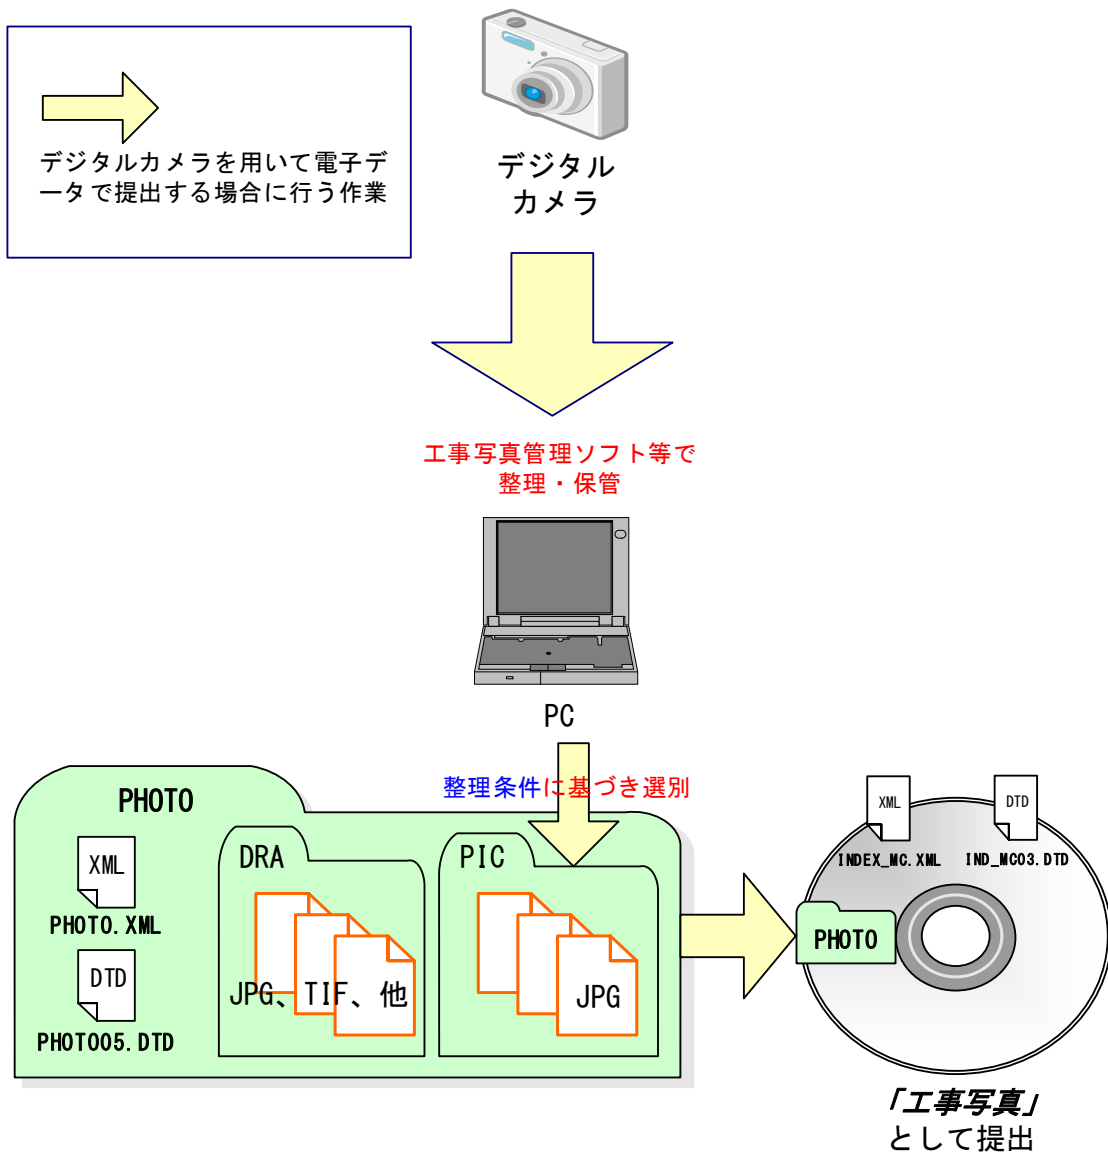 デジタルカメラを用いて電子デ
ータで提出する場合に行う作業
デジタル
カメラ
工事写真管理ソフト等で
整理・保管
PC
整理条件に基づき選別
PHOTO
XML
PHOTO.XML
DTD
PHOTO05.DTD
DRA
JPG、TIF、他
PIC
JPG
XML
INDEX_MC.XML
DTD
IND_MC03.DTD
PHOTO
「工事写真」
として提出